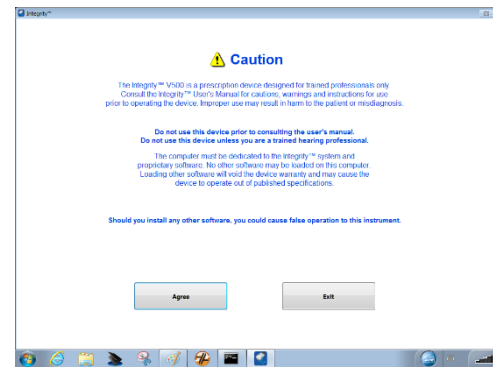 Integrity™
Caution
The Integrity™ V500 is a prescription device designed for trained professionals only.
Consult the Integrity™ User's Manual for cautions, warnings and instructions for use
prior to operating the device. Improper use may result in harm to the patient or misdiagnosis.
Do not use this device prior to consulting the user's manual.
Do not use this device unless you are a trained hearing professional.
The computer must be dedicated to the Integrity™ system and
proprietary software. No other software may be loaded on this computer.
Loading other software will void the device warranty and may cause the
device to operate out of published specifications.
Should you install any other software, you could cause false operation to this instrument.
Agree
Exit